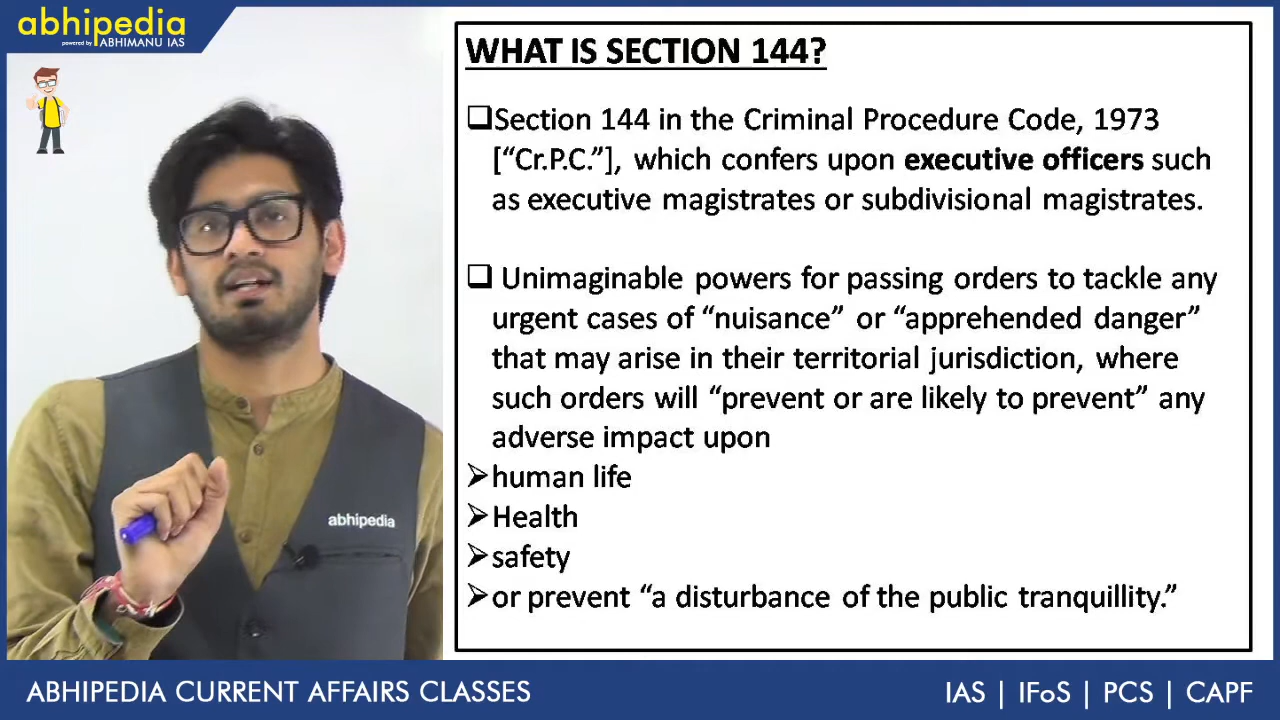 abhipedia
powered by ABHIMANU IAS
WHAT IS SECTION 144?
Section 144 in the Criminal Procedure Code, 1973
[“Cr.P.C.”], which confers upon executive officers such
as executive magistrates or subdivisional magistrates.
Unimaginable powers for passing orders to tackle any
urgent cases of “nuisance” or “apprehended danger”
that may arise in their territorial jurisdiction, where
such orders will “prevent or are likely to prevent” any
adverse impact upon
human life
Health
safety
or prevent “a disturbance of the public tranquillity.”
abhipedia
ABHIPEDIA CURRENT AFFAIRS CLASSES
IAS | IFoS | PCS | CAPF